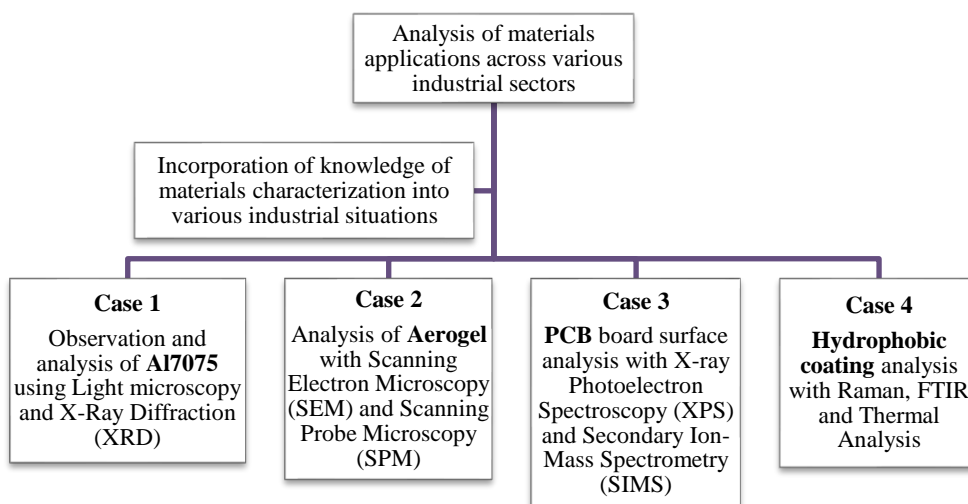 Analysis of materials
applications across various
industrial sectors
Incorporation of knowledge of
materials characterization into
various industrial situations
Case 1
Observation and
analysis of Al7075
using Light microscopy
and X-Ray Diffraction
(XRD)
Case 2
Analysis of Aerogel
with Scanning
Electron Microscopy
(SEM) and Scanning
Probe Microscopy
(SPM)
Case 3
PCB board surface
analysis with X-ray
Photoelectron
Spectroscopy (XPS)
and Secondary Ion-
Mass Spectrometry
(SIMS)
Case 4
Hydrophobic
coating analysis
with Raman, FTIR
and Thermal
Analysis